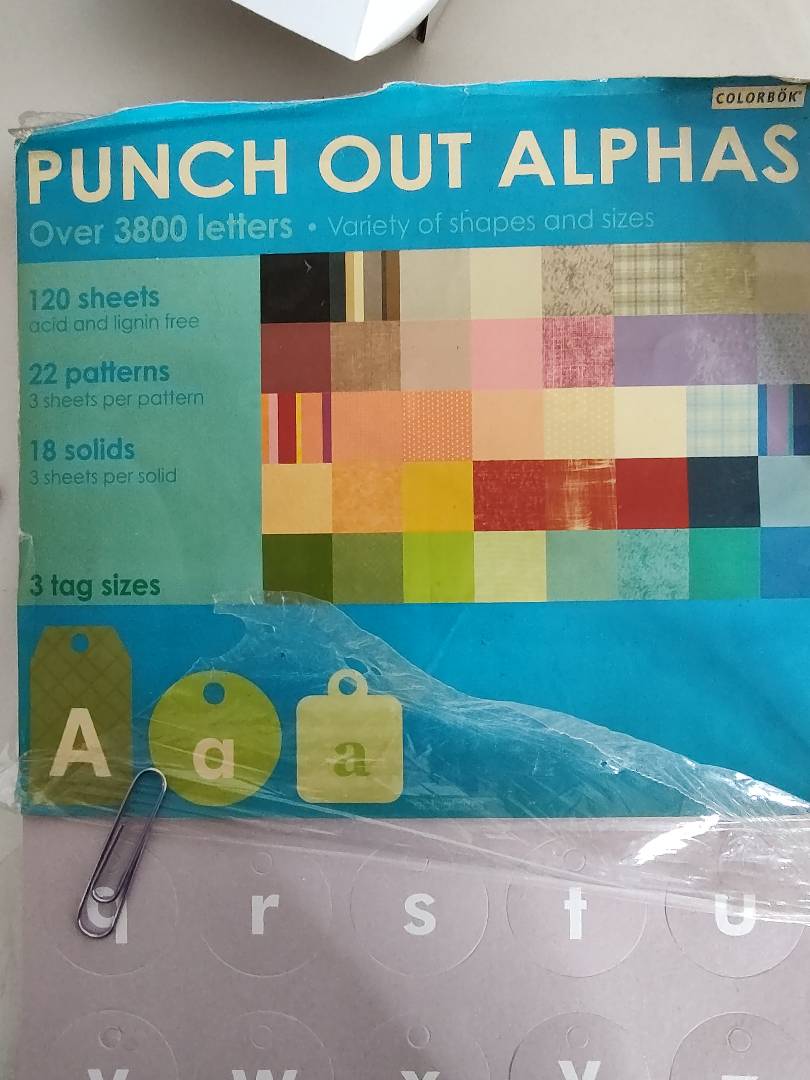 COLORBÖK
PUNCH OUT ALPHAS
Over 3800 letters • Variety of shapes and sizes
120 sheets
acid and lignin free
22 patterns
3 sheets per pattern
18 solids
3 sheets per solid
3 tag sizes
A a a
q r s t u
v w x y z